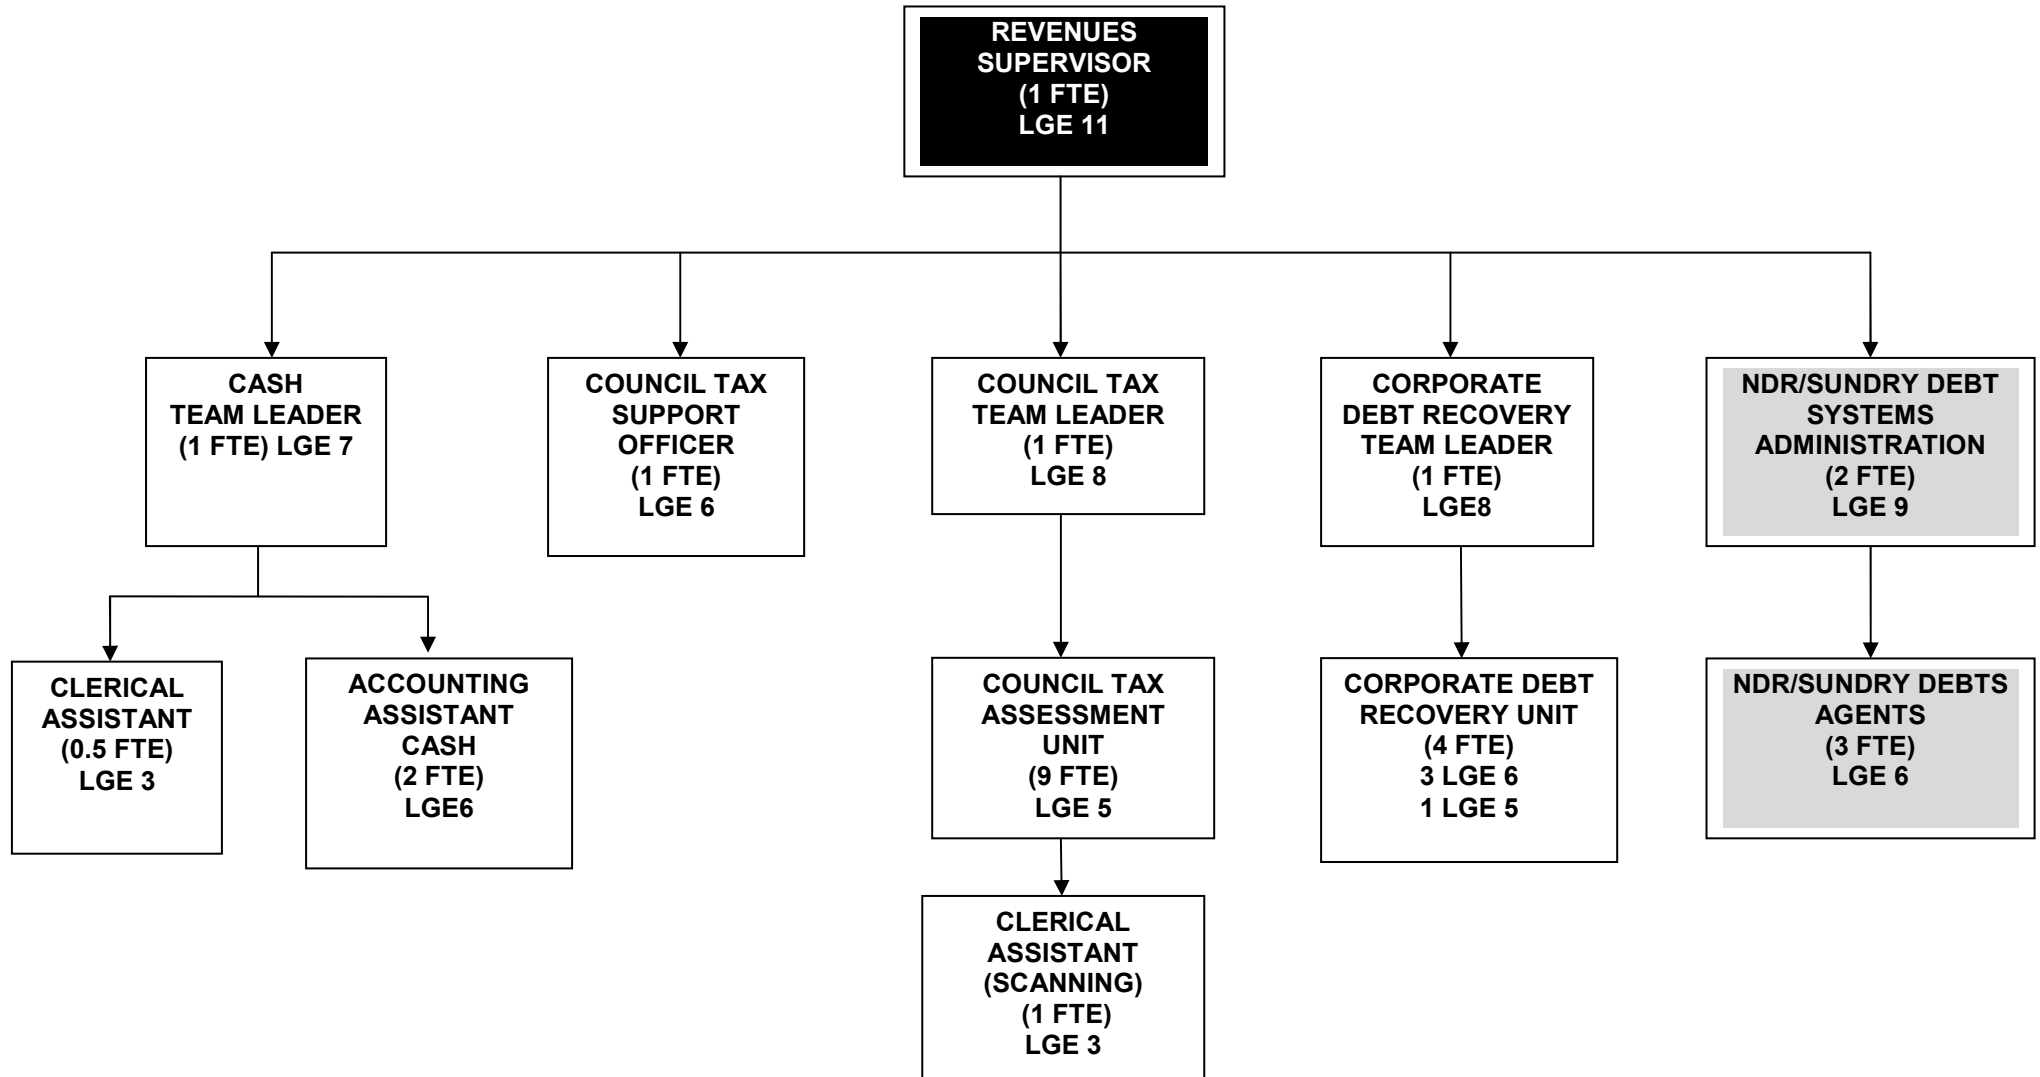 REVENUES
SUPERVISOR
(1 FTE)
LGE 11
CASH
TEAM LEADER
(1 FTE) LGE 7
COUNCIL TAX
SUPPORT
OFFICER
(1 FTE)
LGE 6
COUNCIL TAX
TEAM LEADER
(1 FTE)
LGE 8
CORPORATE
DEBT RECOVERY
TEAM LEADER
(1 FTE)
LGE8
NDR/SUNDRY DEBT
SYSTEMS
ADMINISTRATION
(2 FTE)
LGE 9
CLERICAL
ASSISTANT
(0.5 FTE)
LGE 3
ACCOUNTING
ASSISTANT
CASH
(2 FTE)
LGE6
COUNCIL TAX
ASSESSMENT
UNIT
(9 FTE)
LGE 5
CORPORATE DEBT
RECOVERY UNIT
(4 FTE)
3 LGE 6
1 LGE 5
NDR/SUNDRY DEBTS
AGENTS
(3 FTE)
LGE 6
CLERICAL
ASSISTANT
(SCANNING)
(1 FTE)
LGE 3